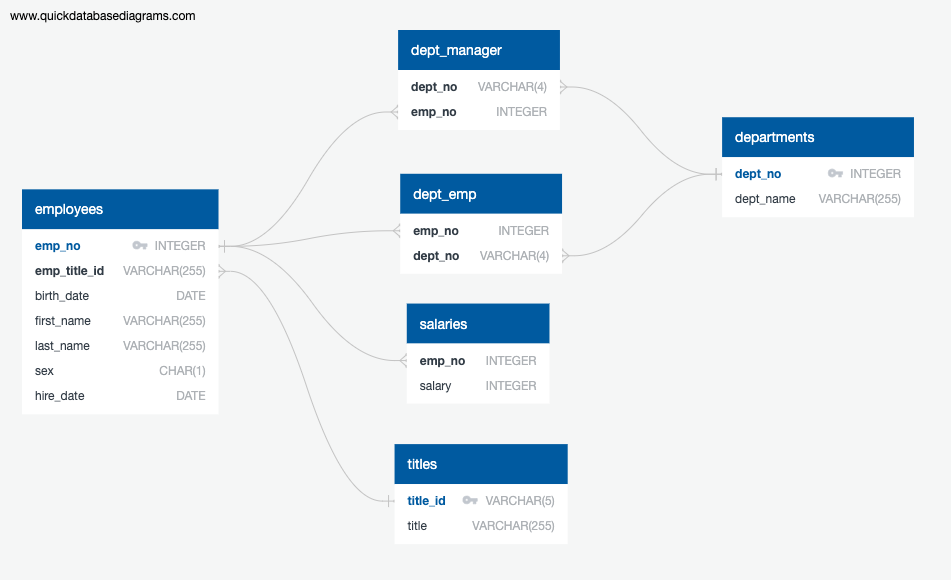 www.quickdatabasediagrams.com
dept_manager
dept_no VARCHAR(4)
emp_no INTEGER
departments
dept_no INTEGER
dept_name VARCHAR(255)
dept_emp
emp_no INTEGER
dept_no VARCHAR(4)
employees
emp_no INTEGER
emp_title_id VARCHAR(255)
birth_date DATE
first_name VARCHAR(255)
last_name VARCHAR(255)
sex CHAR(1)
hire_date DATE
salaries
emp_no INTEGER
salary INTEGER
titles
title_id VARCHAR(5)
title VARCHAR(255)